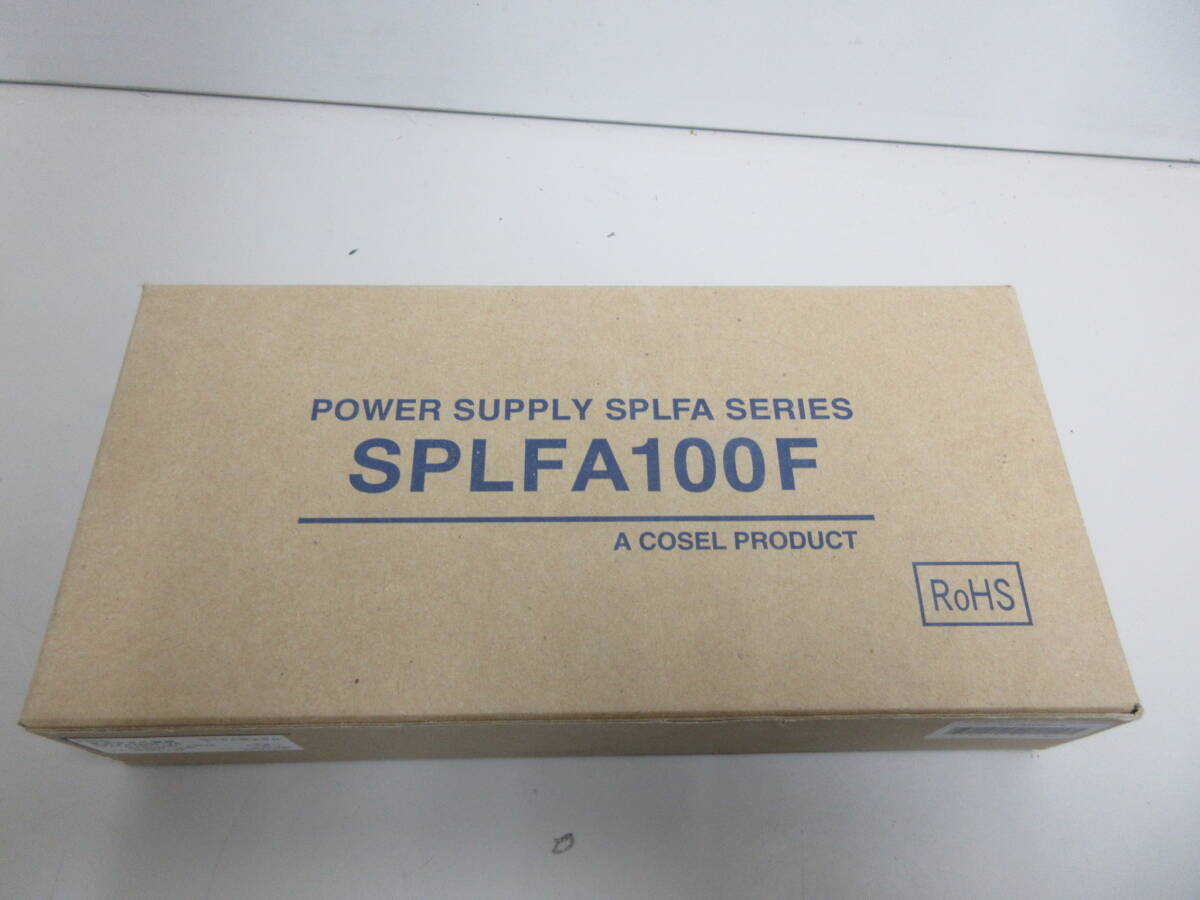 POWER SUPPLY SPLFA SERIES
SPLFA100F
A COSEL PRODUCT
RoHS